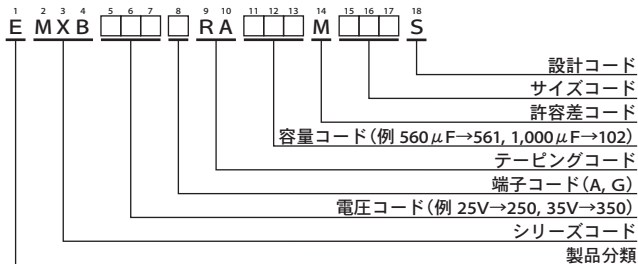 1 2 3 4 5 6 7 8 9 10 11 12 13 14 15 16 17 18
E MXB □□□ □ RA □□□ M □□□ S
設計コード
サイズコード
許容差コード
容量コード(例 560μF→561, 1,000μF→102)
テーピングコード
端子コード(A, G)
電圧コード(例 25V→250, 35V→350)
シリーズコード
製品分類